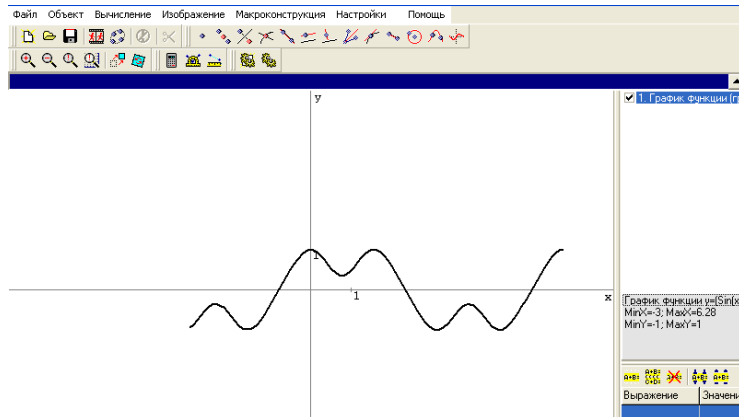 Файл Объект Вычисление Изображение Макроконструкция Настройки Помощь
y
1. График функции (г
1
1
x
График функции y=(Sin(x
MinX=-3; MaxX=6.28
MinY=-1; MaxY=1
Выражение Значени